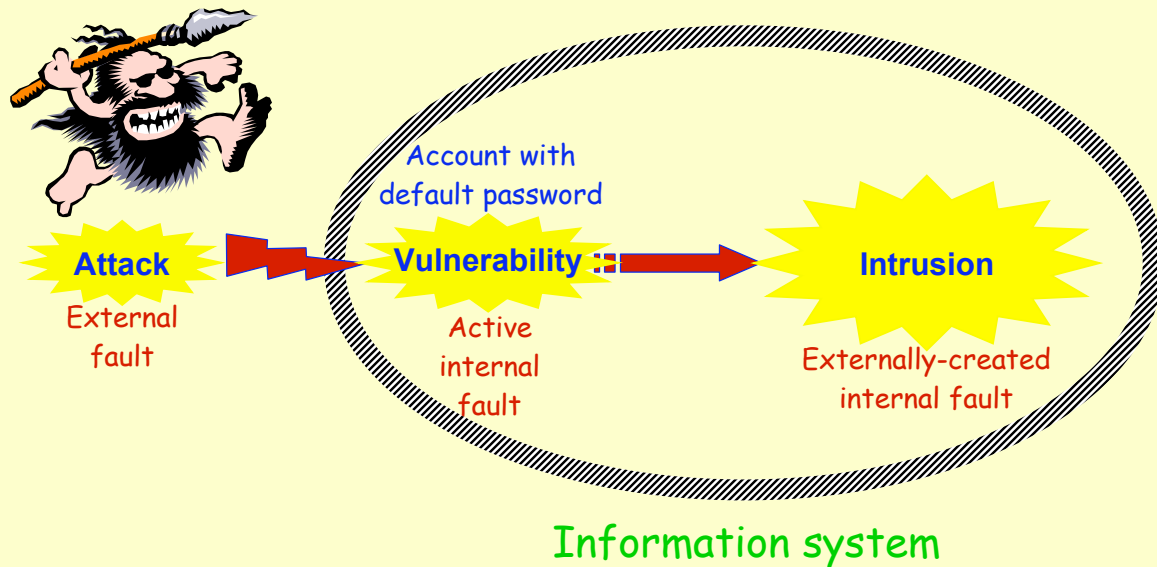 Account with
default password
Attack
Vulnerability
Intrusion
External
fault
Active
internal
fault
Externally-created
internal fault
Information system